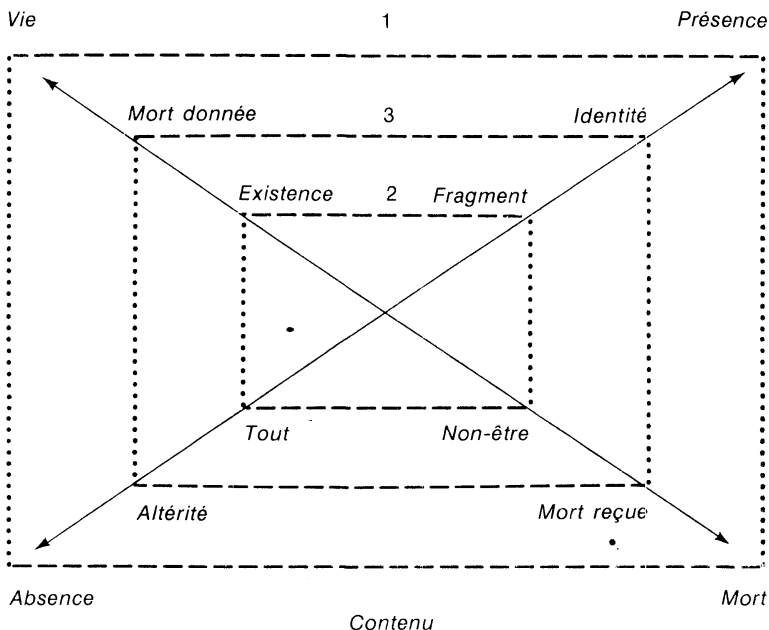 Vie 1 Présence
Mort donnée 3 Identité
Existence 2 Fragment
Tout Non-être
Altérité Mort reçue
Absence Mort
Contenu